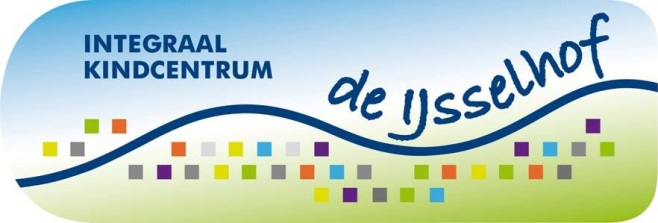 INTEGRAAL
KINDCENTRUM
de IJsselhof